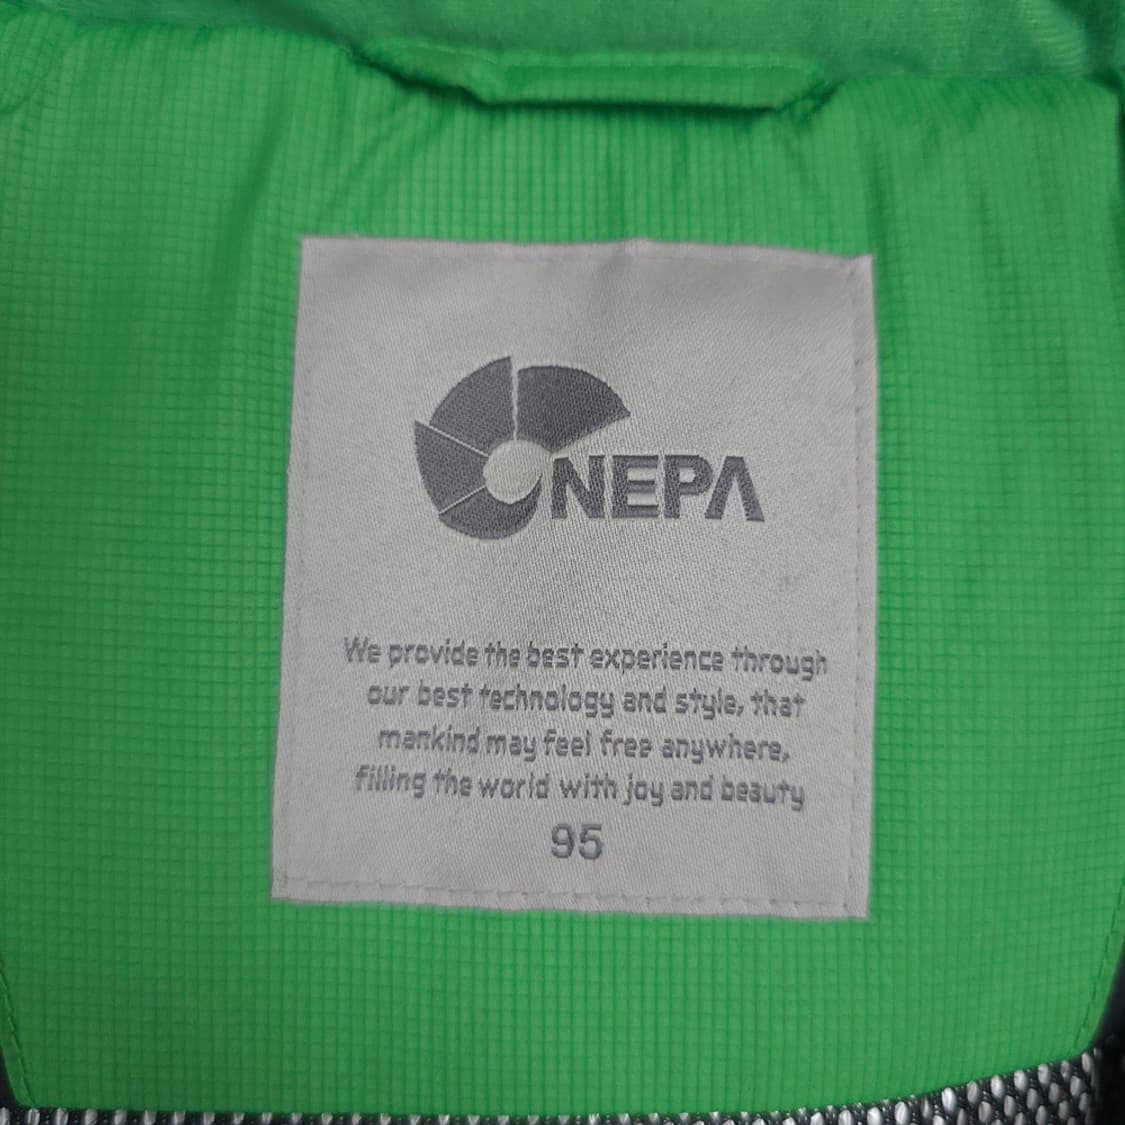 NEPA
We provide the best experience through
our best technology and style, that
mankind may feel free anywhere,
filling the world with joy and beauty
95